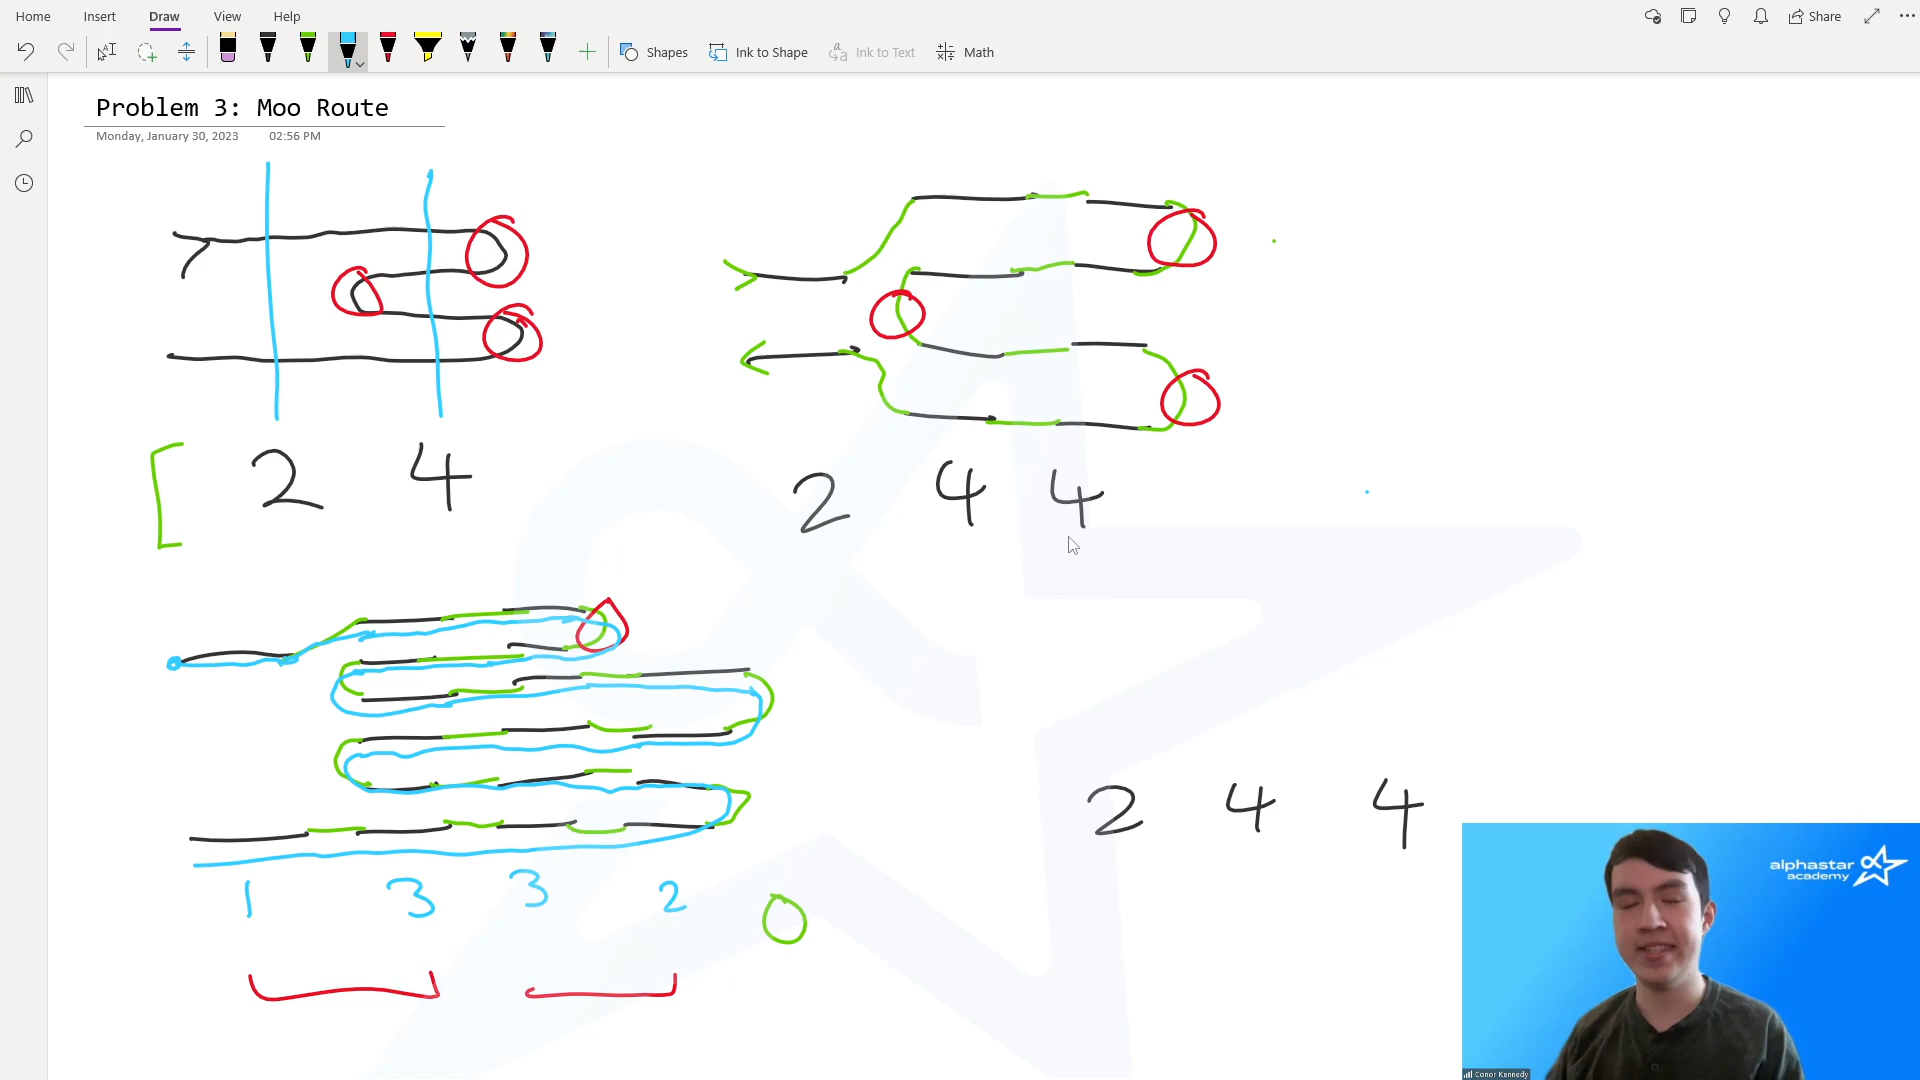 Home Insert Draw View Help
Share
Shapes Ink to Shape Ink to Text Math
Problem 3: Moo Route
Monday, January 30, 2023 02:56 PM
2 4
2 4 4
2 4 4
1 3 3 2 0
alphastar
academy
Conor Kennedy